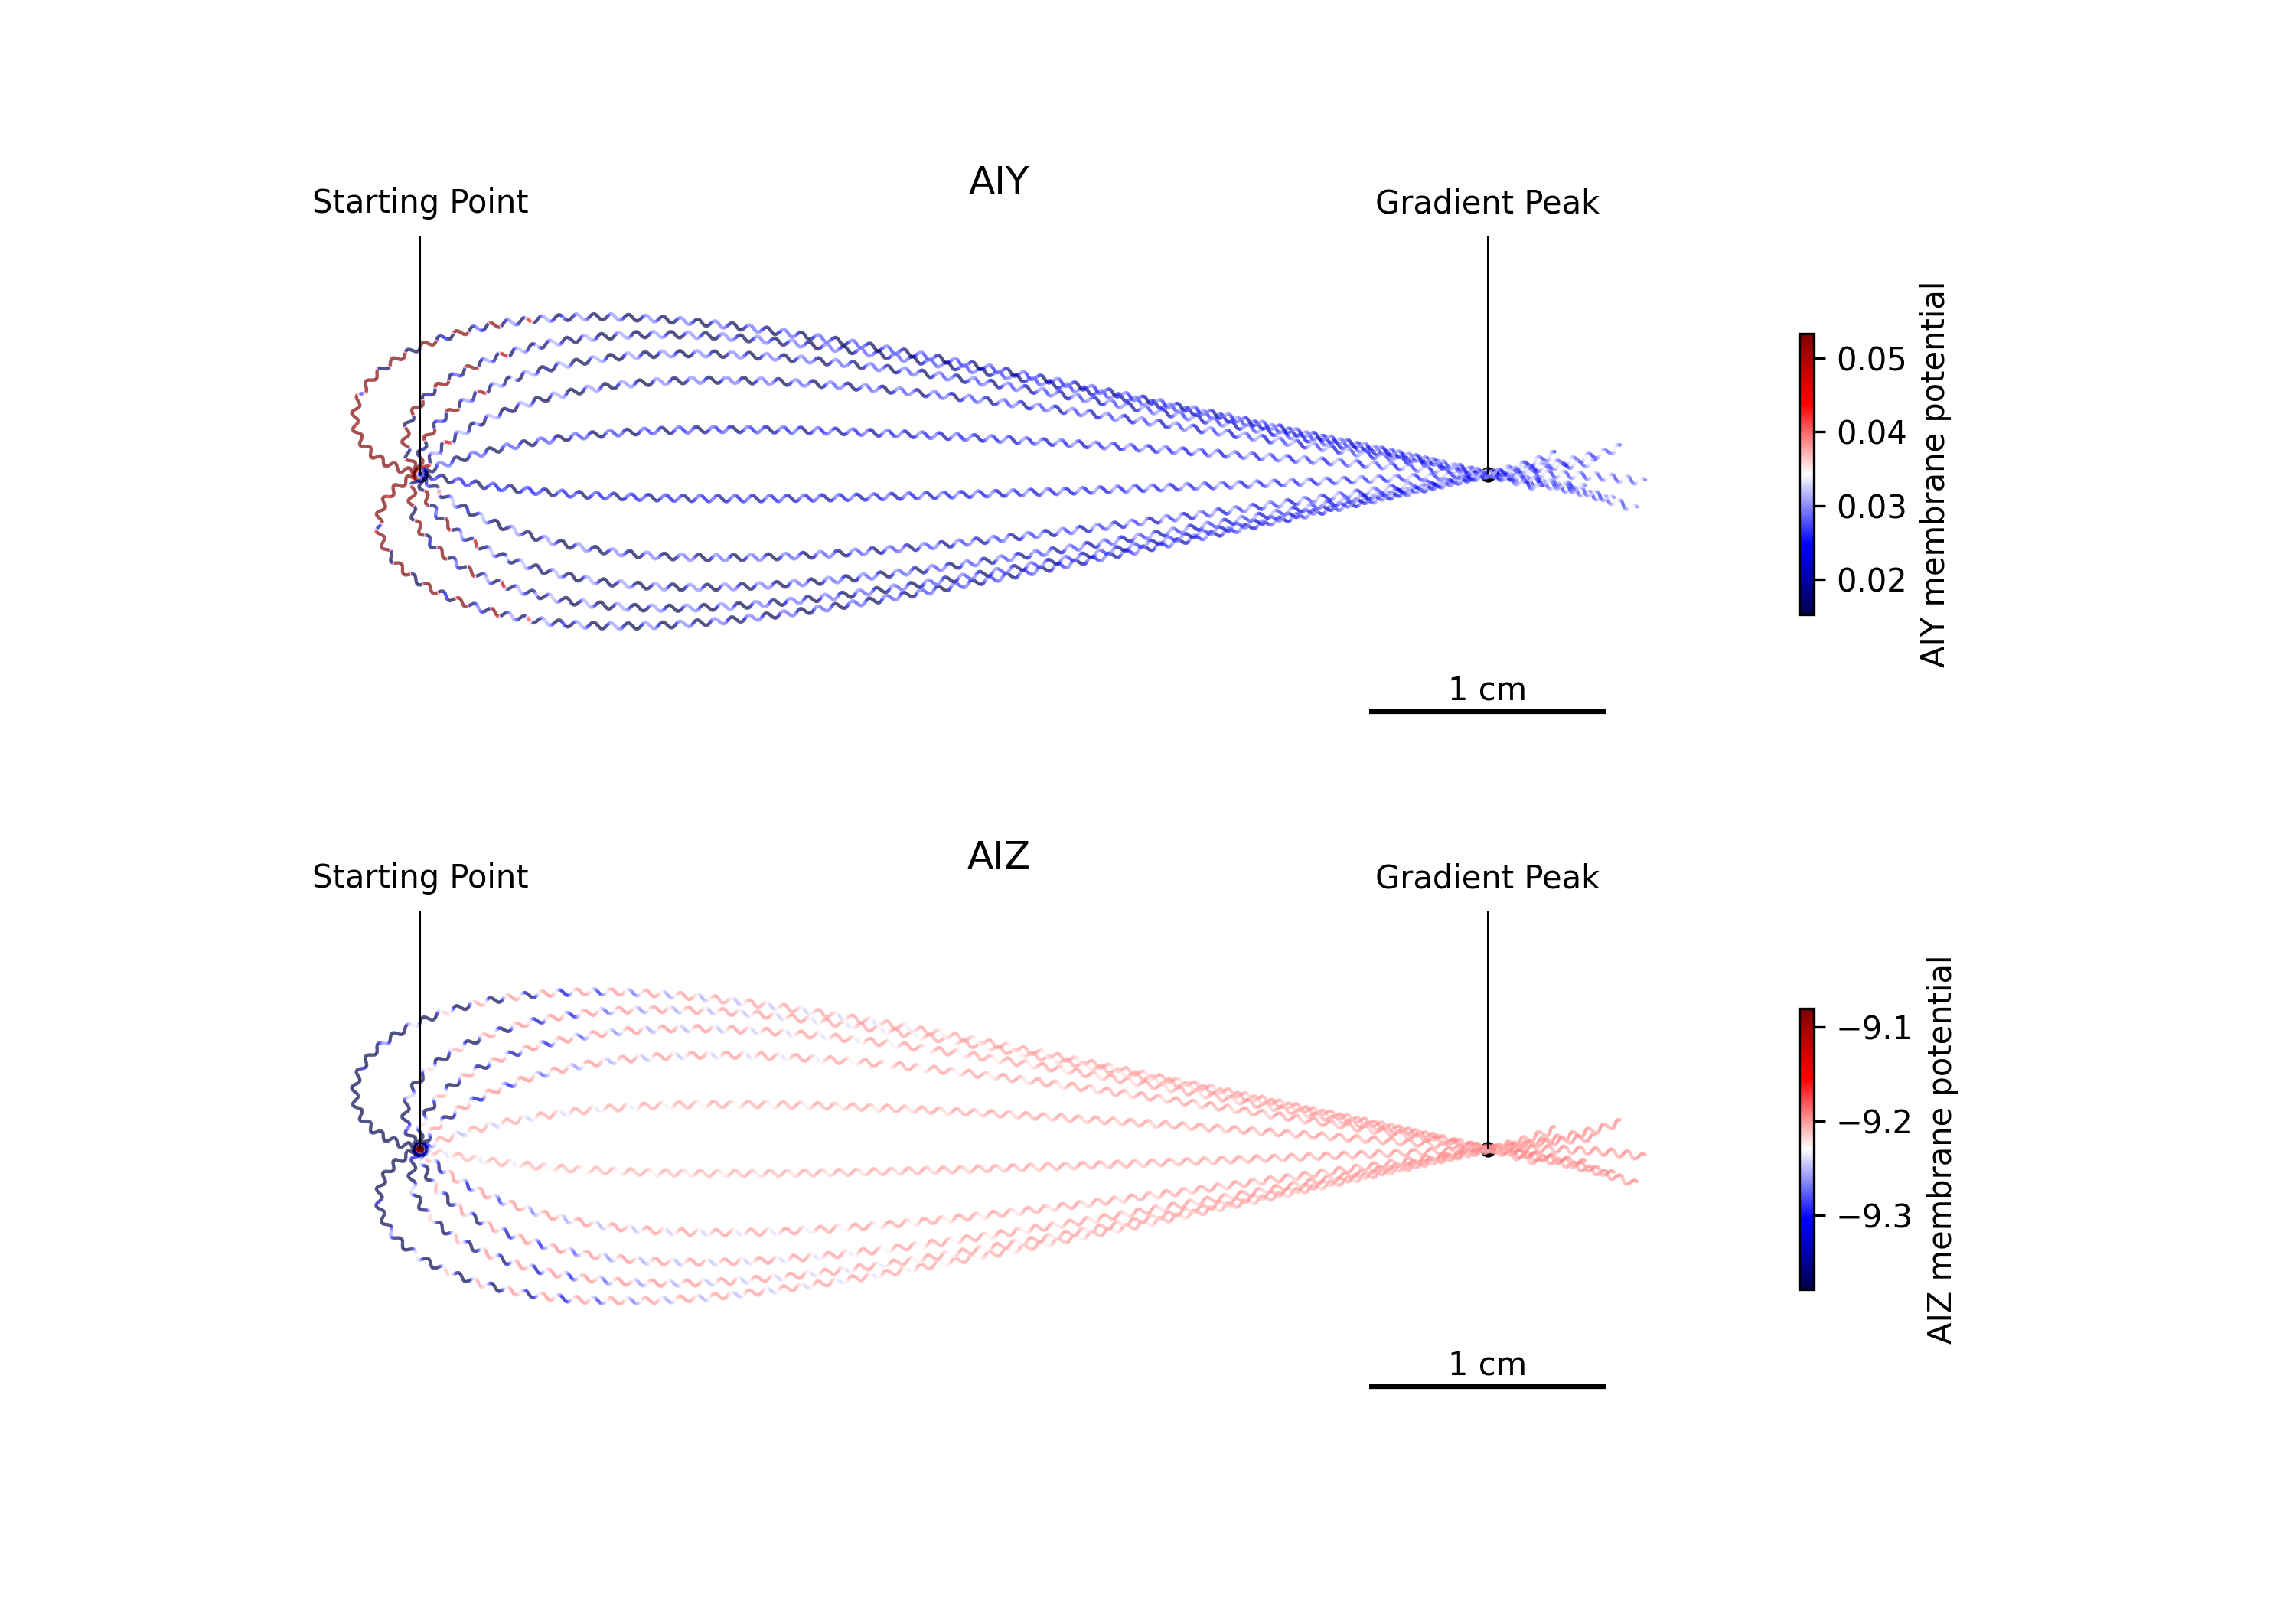 AIY
Starting Point
Gradient Peak
0.05
0.04
0.03
0.02
AIY membrane potential
1 cm
AIZ
Starting Point
Gradient Peak
−9.1
−9.2
−9.3
AIZ membrane potential
1 cm